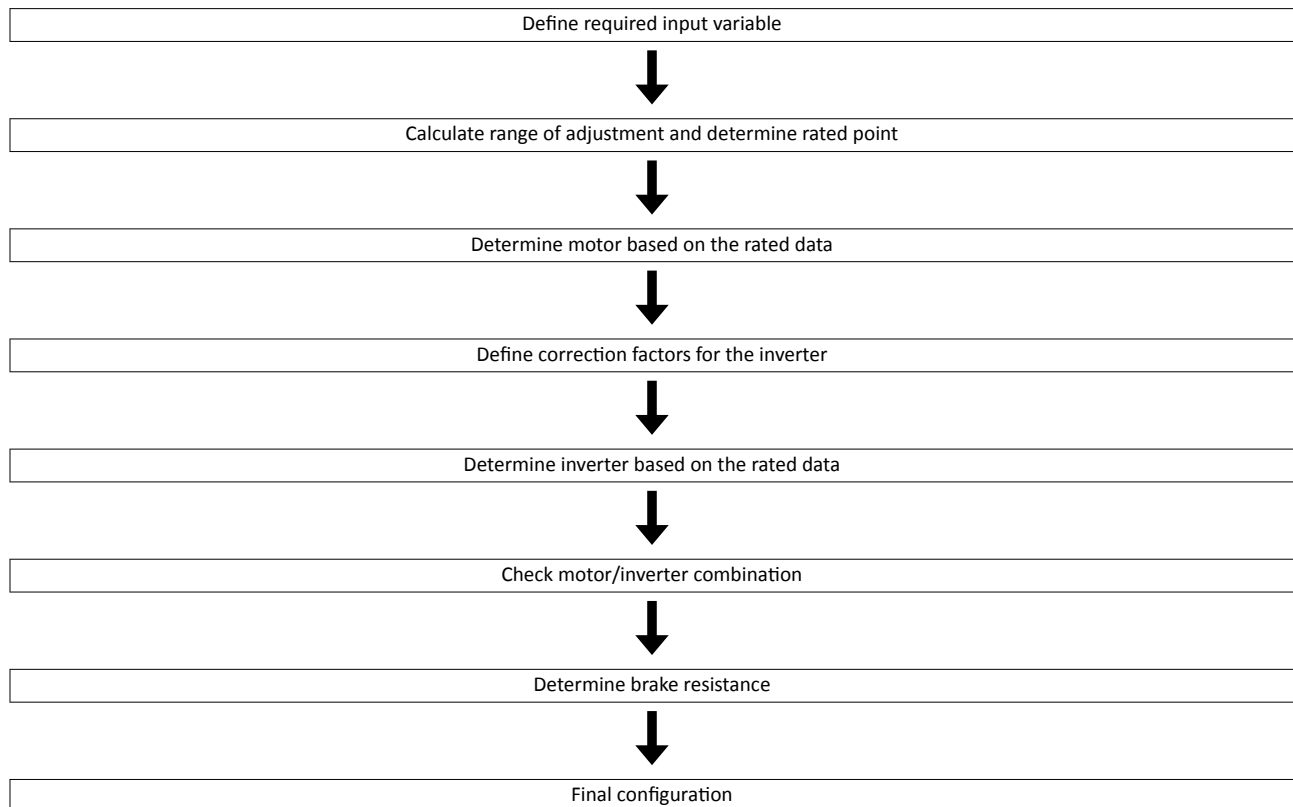 Define required input variable
Calculate range of adjustment and determine rated point
Determine motor based on the rated data
Define correction factors for the inverter
Determine inverter based on the rated data
Check motor/inverter combination
Determine brake resistance
Final configuration